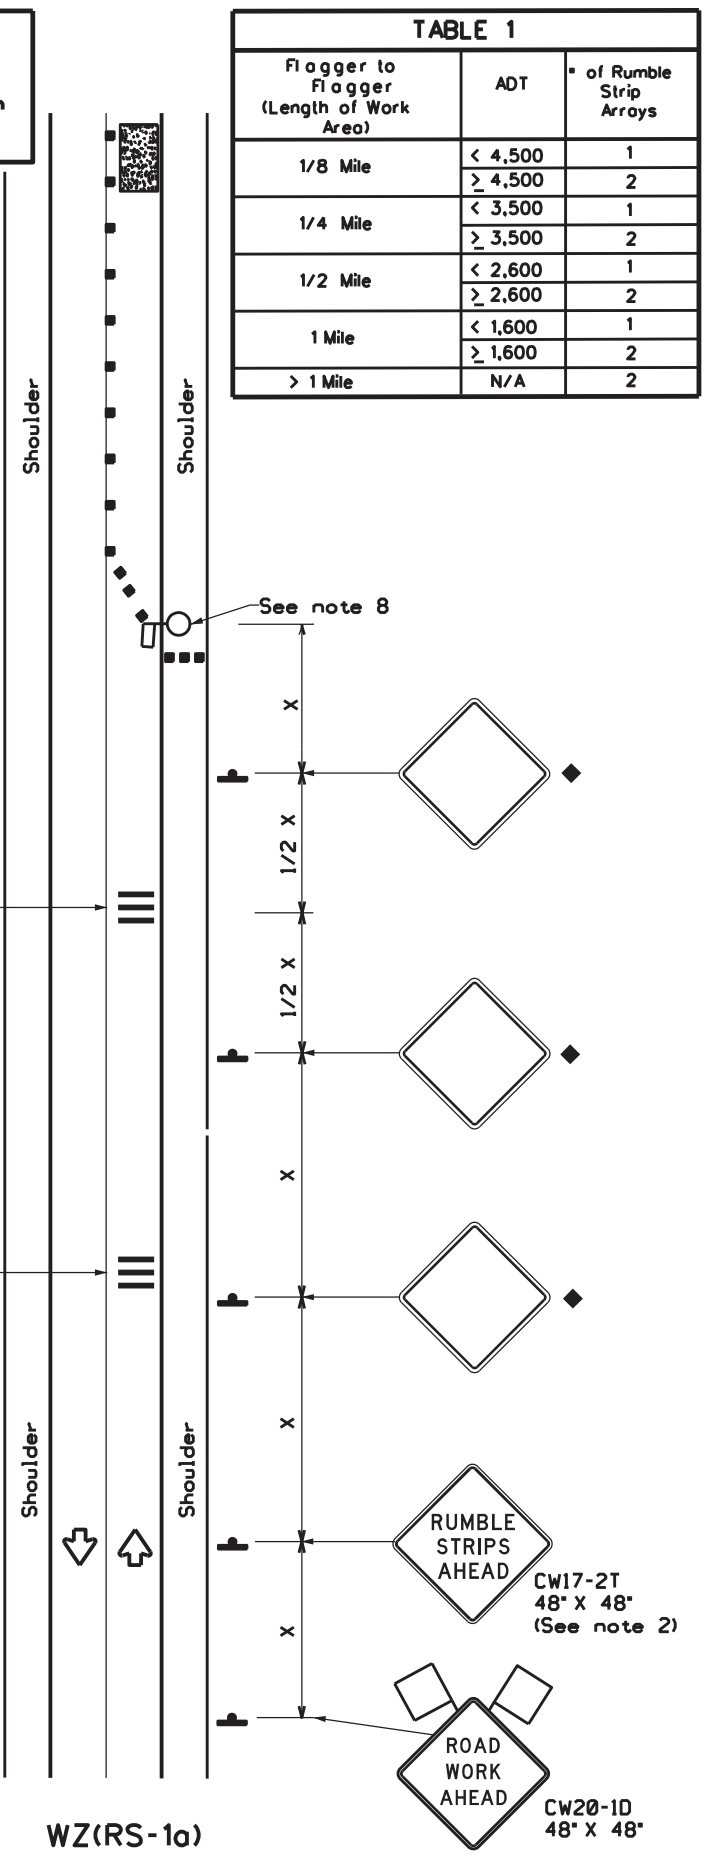 TABLE 1
Flagger to
Flagger
(Length of Work
Area)
ADT
" of Rumble
Strip
Arrays
1/8 Mile
< 4,500
1
≥ 4,500
2
1/4 Mile
< 3,500
1
≥ 3,500
2
1/2 Mile
< 2,600
1
≥ 2,600
2
1 Mile
< 1,600
1
≥ 1,600
2
> 1 Mile
N/A
2
Shoulder
Shoulder
See note 8
X
1/2 X
1/2 X
X
X
X
Shoulder
Shoulder
RUMBLE
STRIPS
AHEAD
CW17-2T
48" X 48"
(See note 2)
ROAD
WORK
AHEAD
CW20-1D
48" X 48"
WZ(RS-1a)